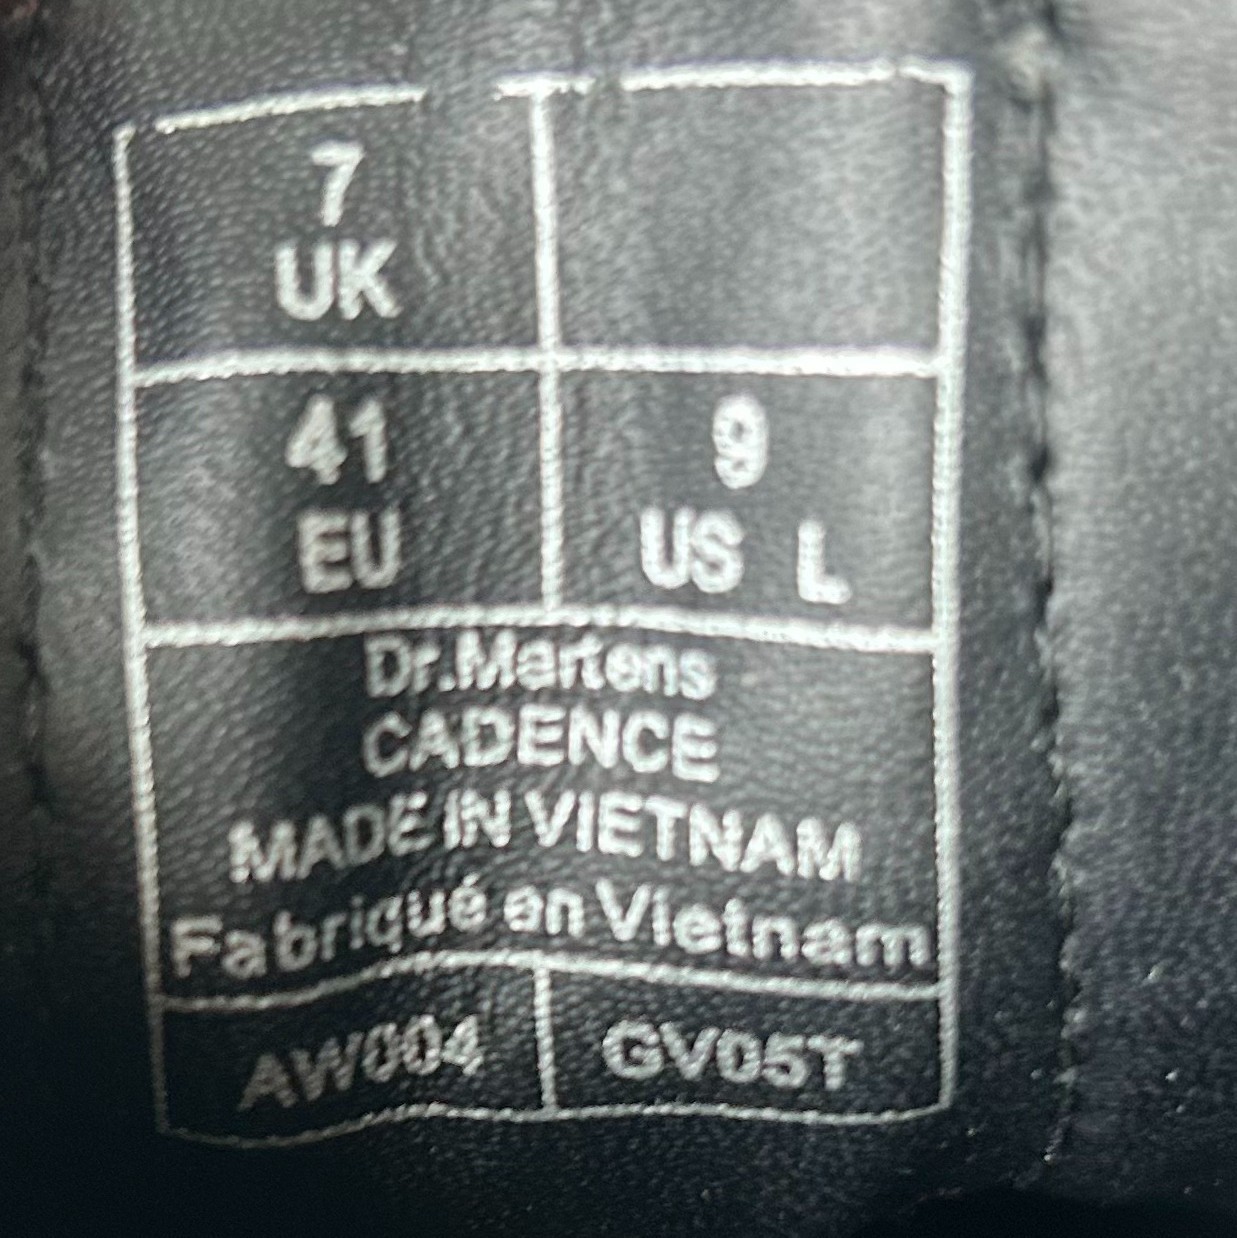 7
UK
41
EU
9
US L
Dr.Martens
CADENCE
MADE IN VIETNAM
Fabriqué en Vietnam
AW004
GV05T